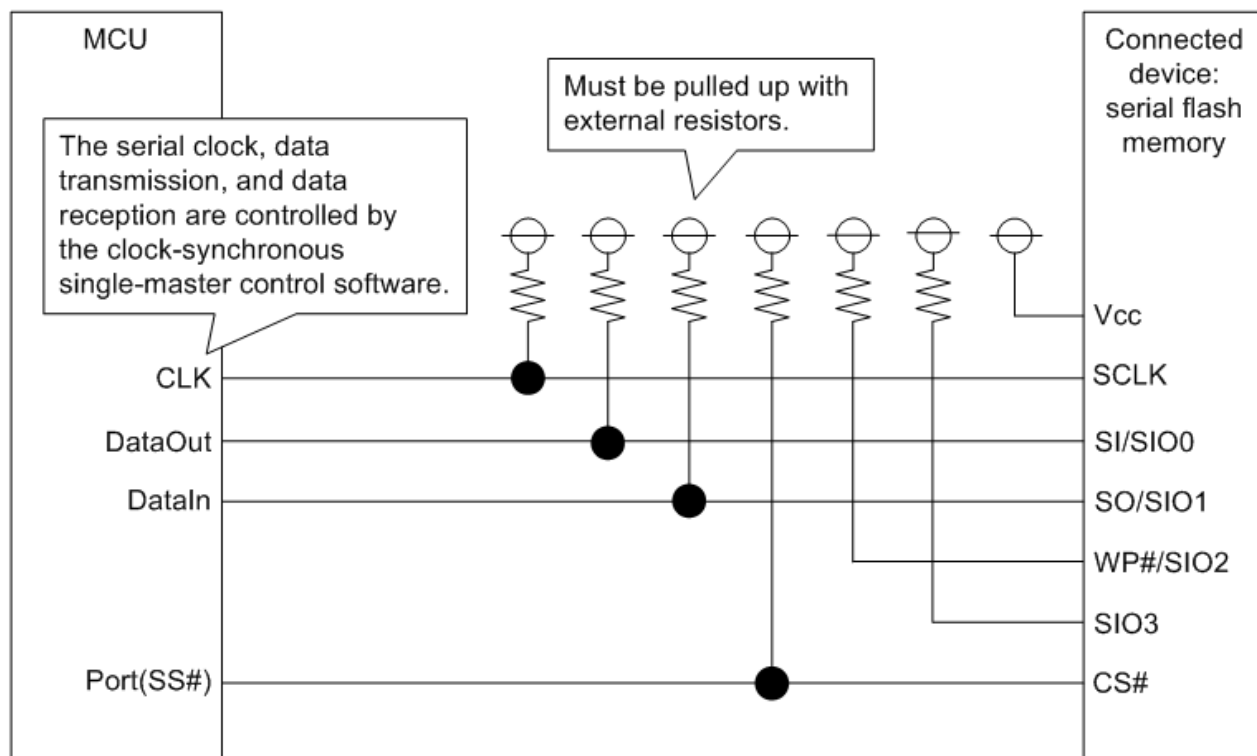 MCU
Connected
device:
serial flash
memory
Must be pulled up with
external resistors.
The serial clock, data
transmission, and data
reception are controlled by
the clock-synchronous
single-master control software.
Vcc
CLK
SCLK
DataOut
SI/SIO0
DataIn
SO/SIO1
WP#/SIO2
SIO3
Port(SS#)
CS#